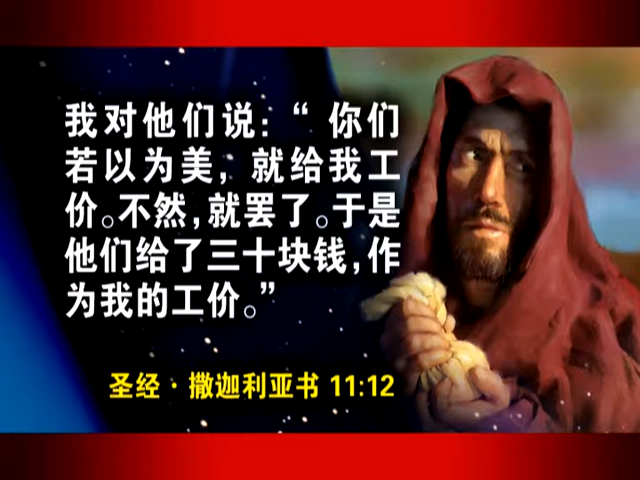 我对他们说：“ 你们
若以为美，就给我工
价。不然，就罢了。于是
他们给了三十块钱，作
为我的工价。”
圣经·撒迦利亚书 11:12